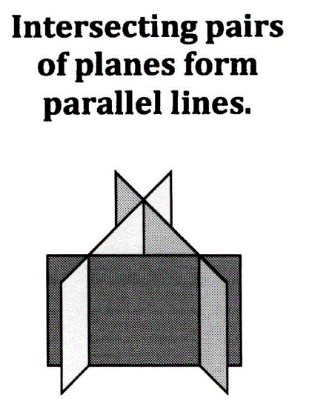 Intersecting pairs
of planes form
parallel lines.